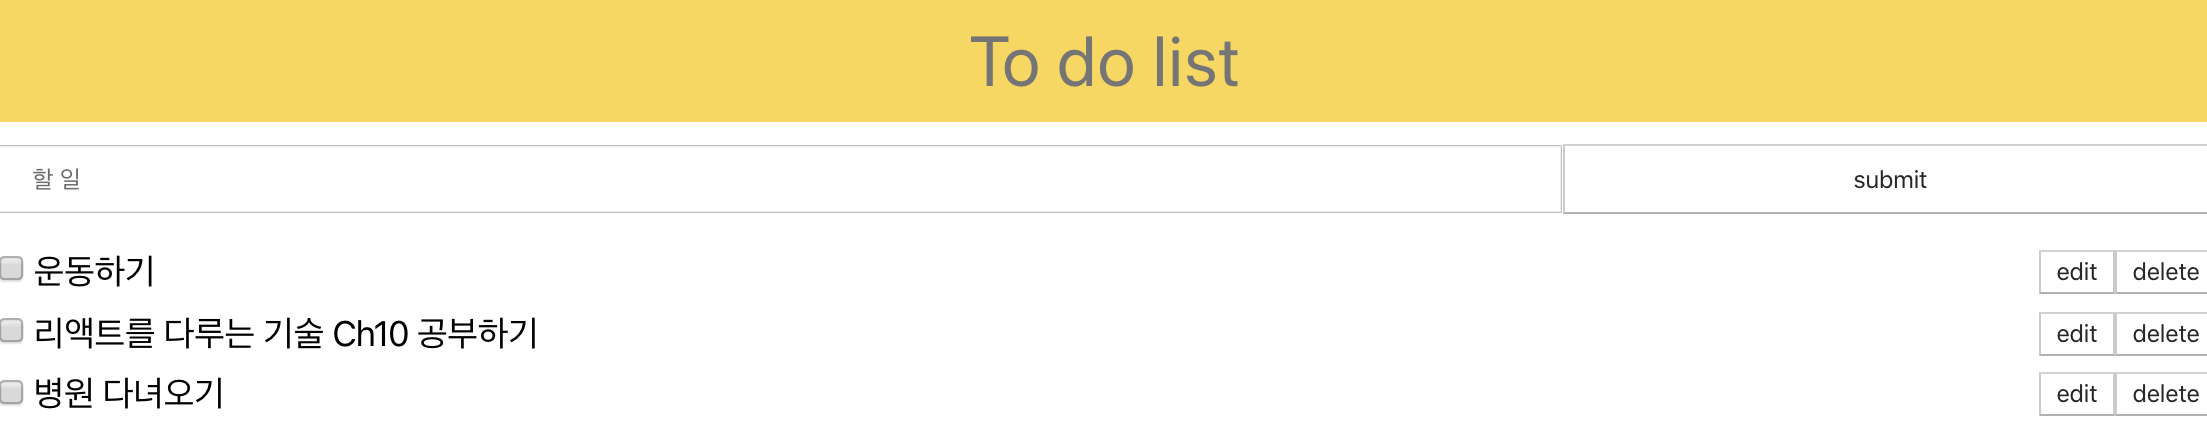 To do list
할 일 submit
운동하기 edit delete
리액트를 다루는 기술 Ch10 공부하기 edit delete
병원 다녀오기 edit delete